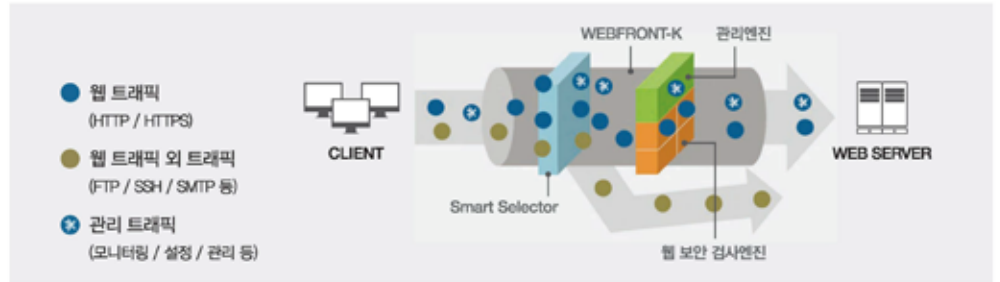 웹 트래픽
(HTTP / HTTPS)
웹 트래픽 외 트래픽
(FTP / SSH / SMTP 등)
관리 트래픽
(모니터링 / 설정 / 관리 등)
CLIENT
WEBFRONT-K
관리엔진
Smart Selector
웹 보안 검사엔진
WEB SERVER